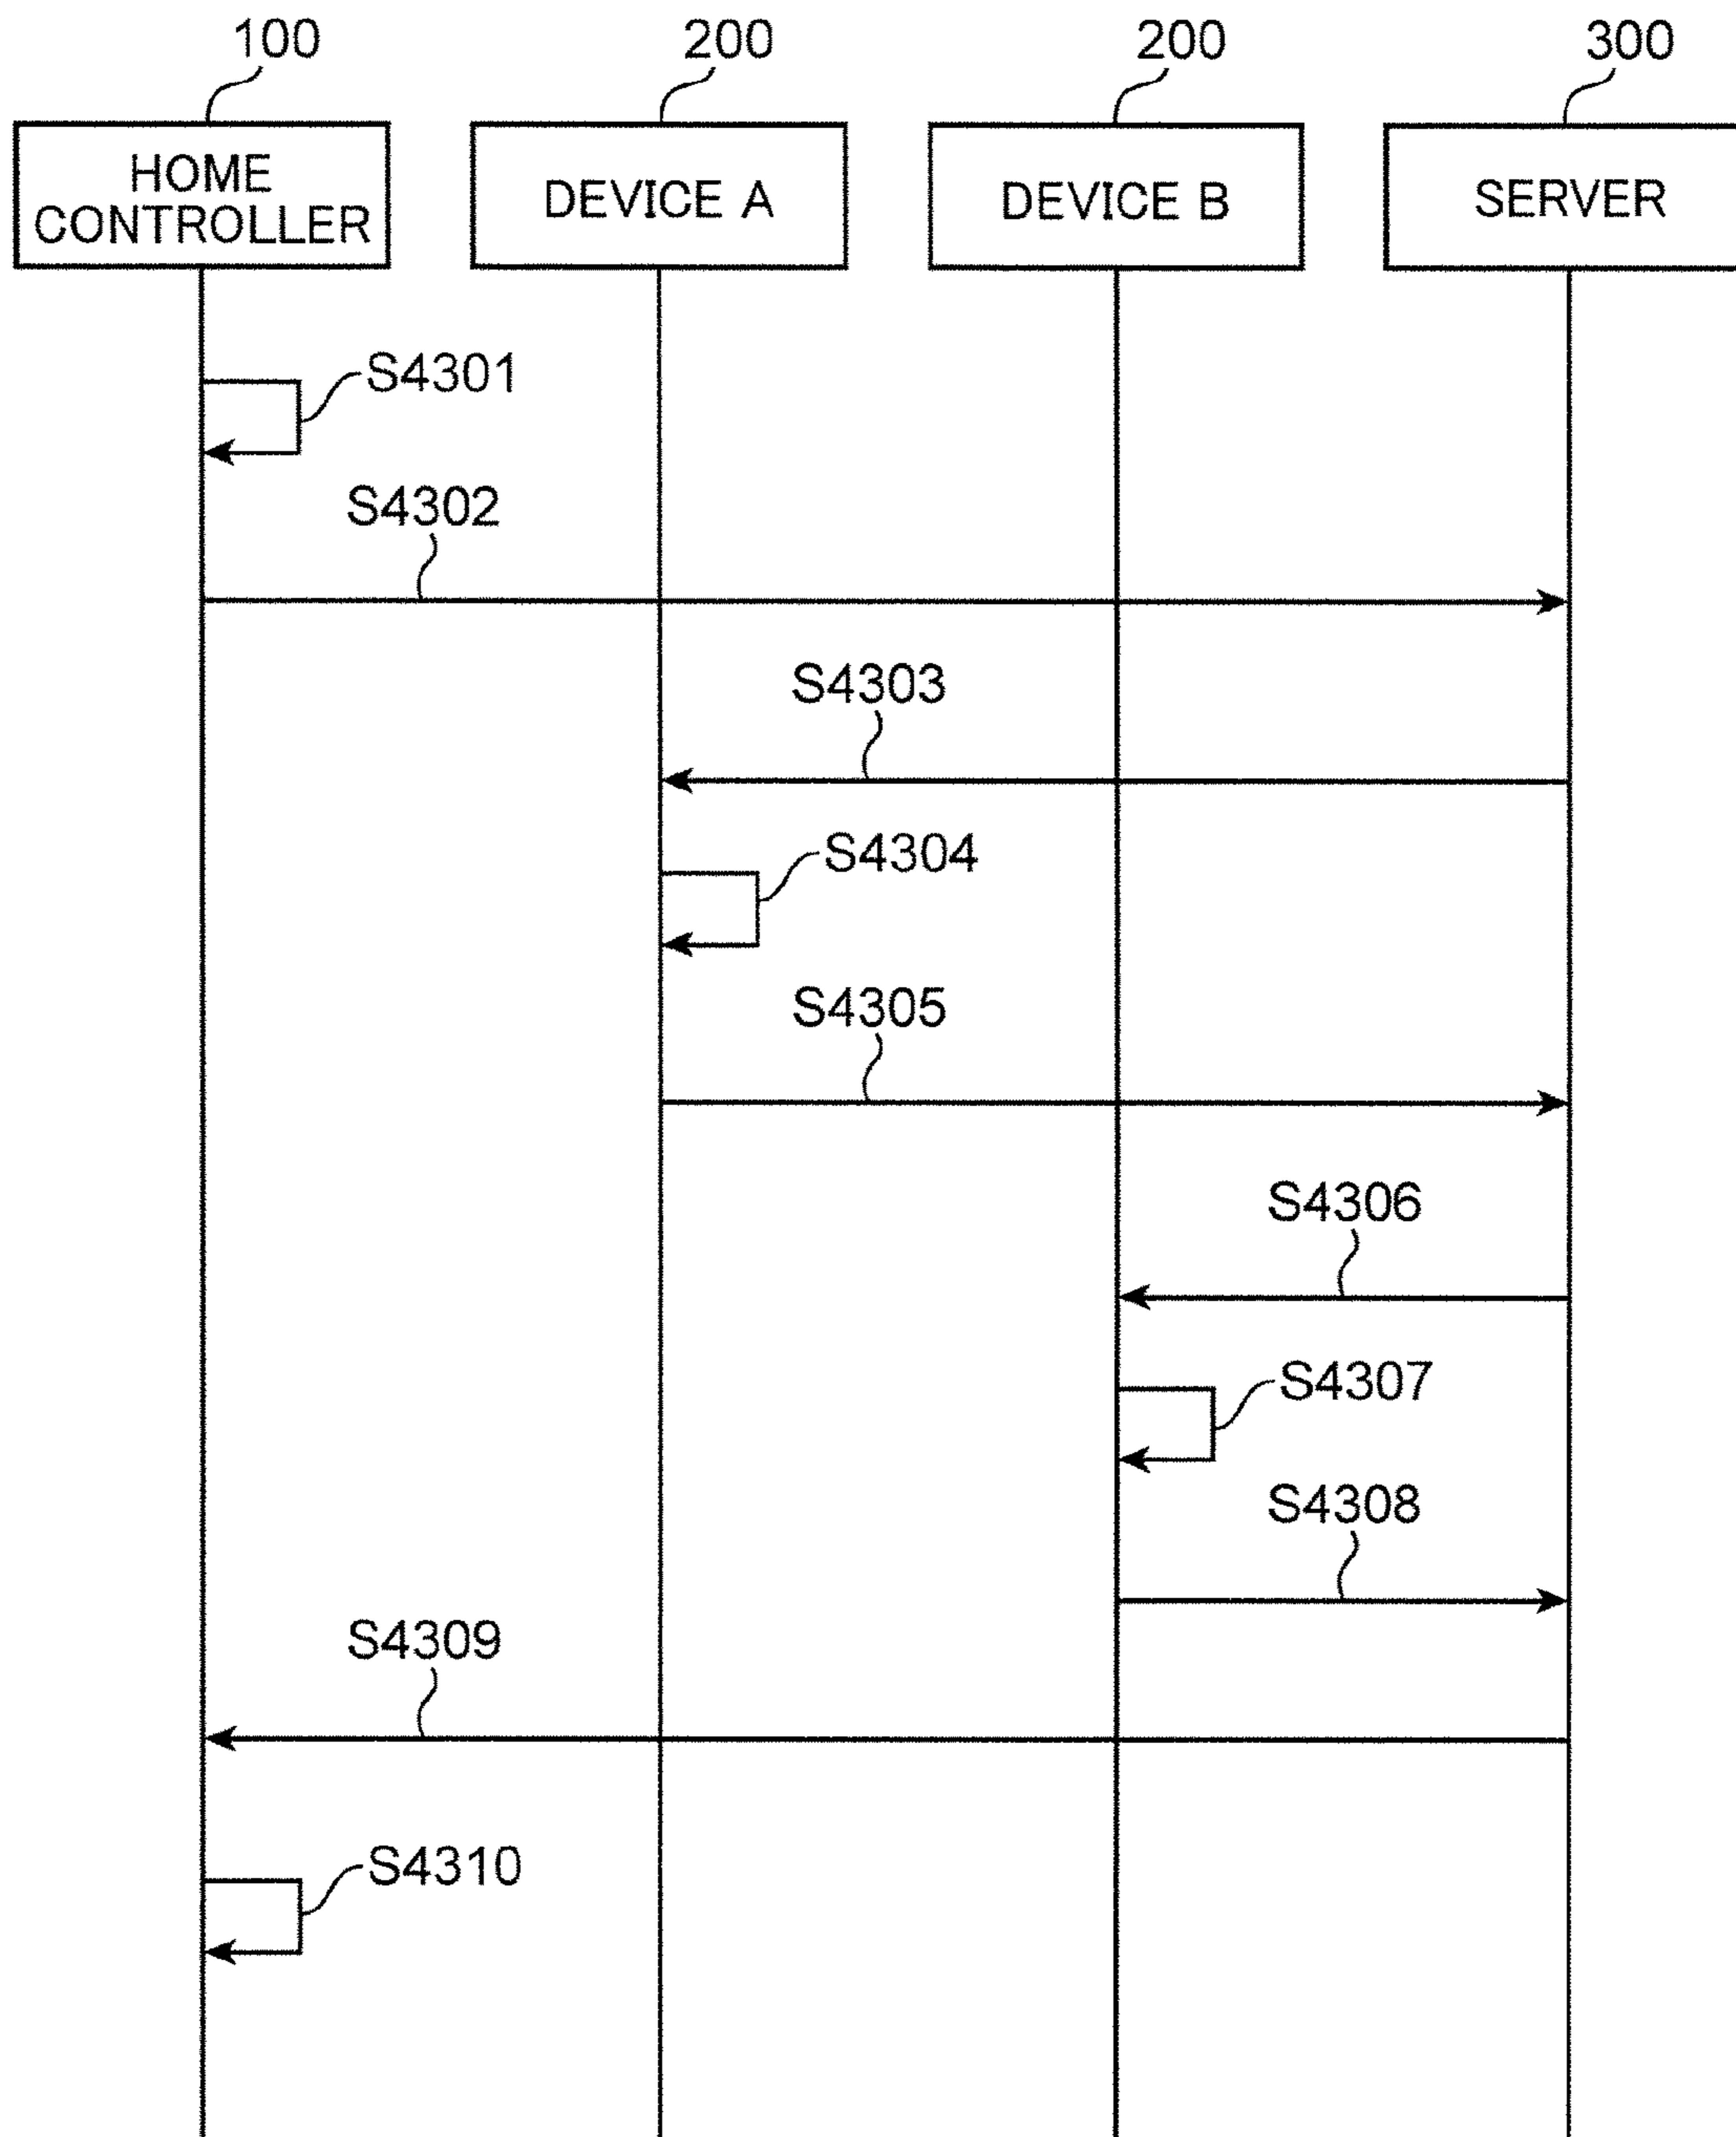 100
200
200
300
HOME
CONTROLLER
DEVICE A
DEVICE B
SERVER
S4301
S4302
S4303
S4304
S4305
S4306
S4307
S4308
S4309
S4310